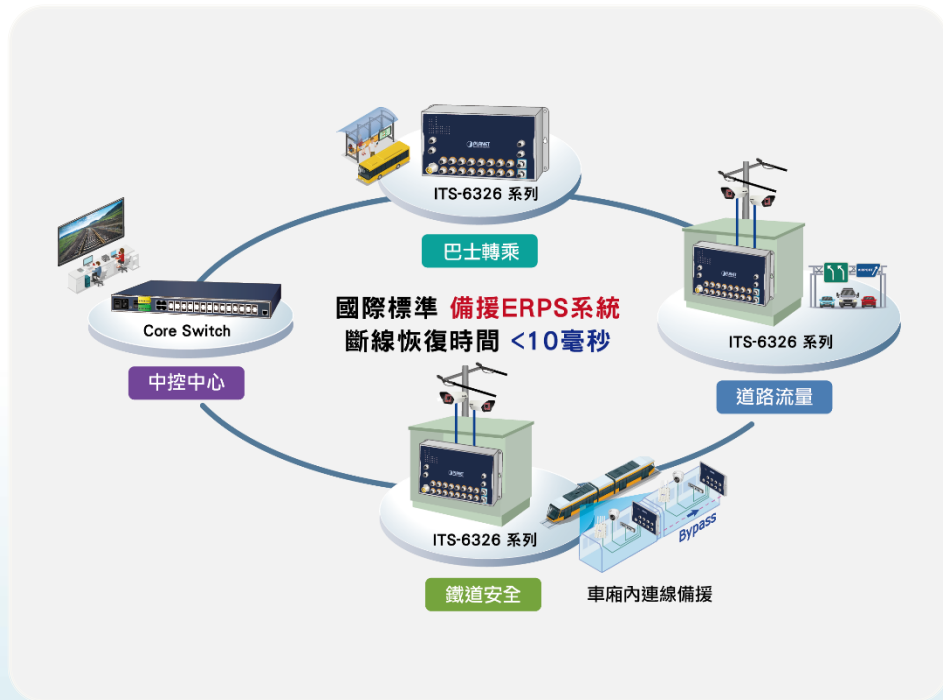 PLANET
ITS-6326 系列
巴士轉乘
Core Switch
中控中心
國際標準 備援ERPS系統
斷線恢復時間 <10毫秒
ITS-6326 系列
道路流量
ITS-6326 系列
鐵道安全
Bypass
車廂內連線備援